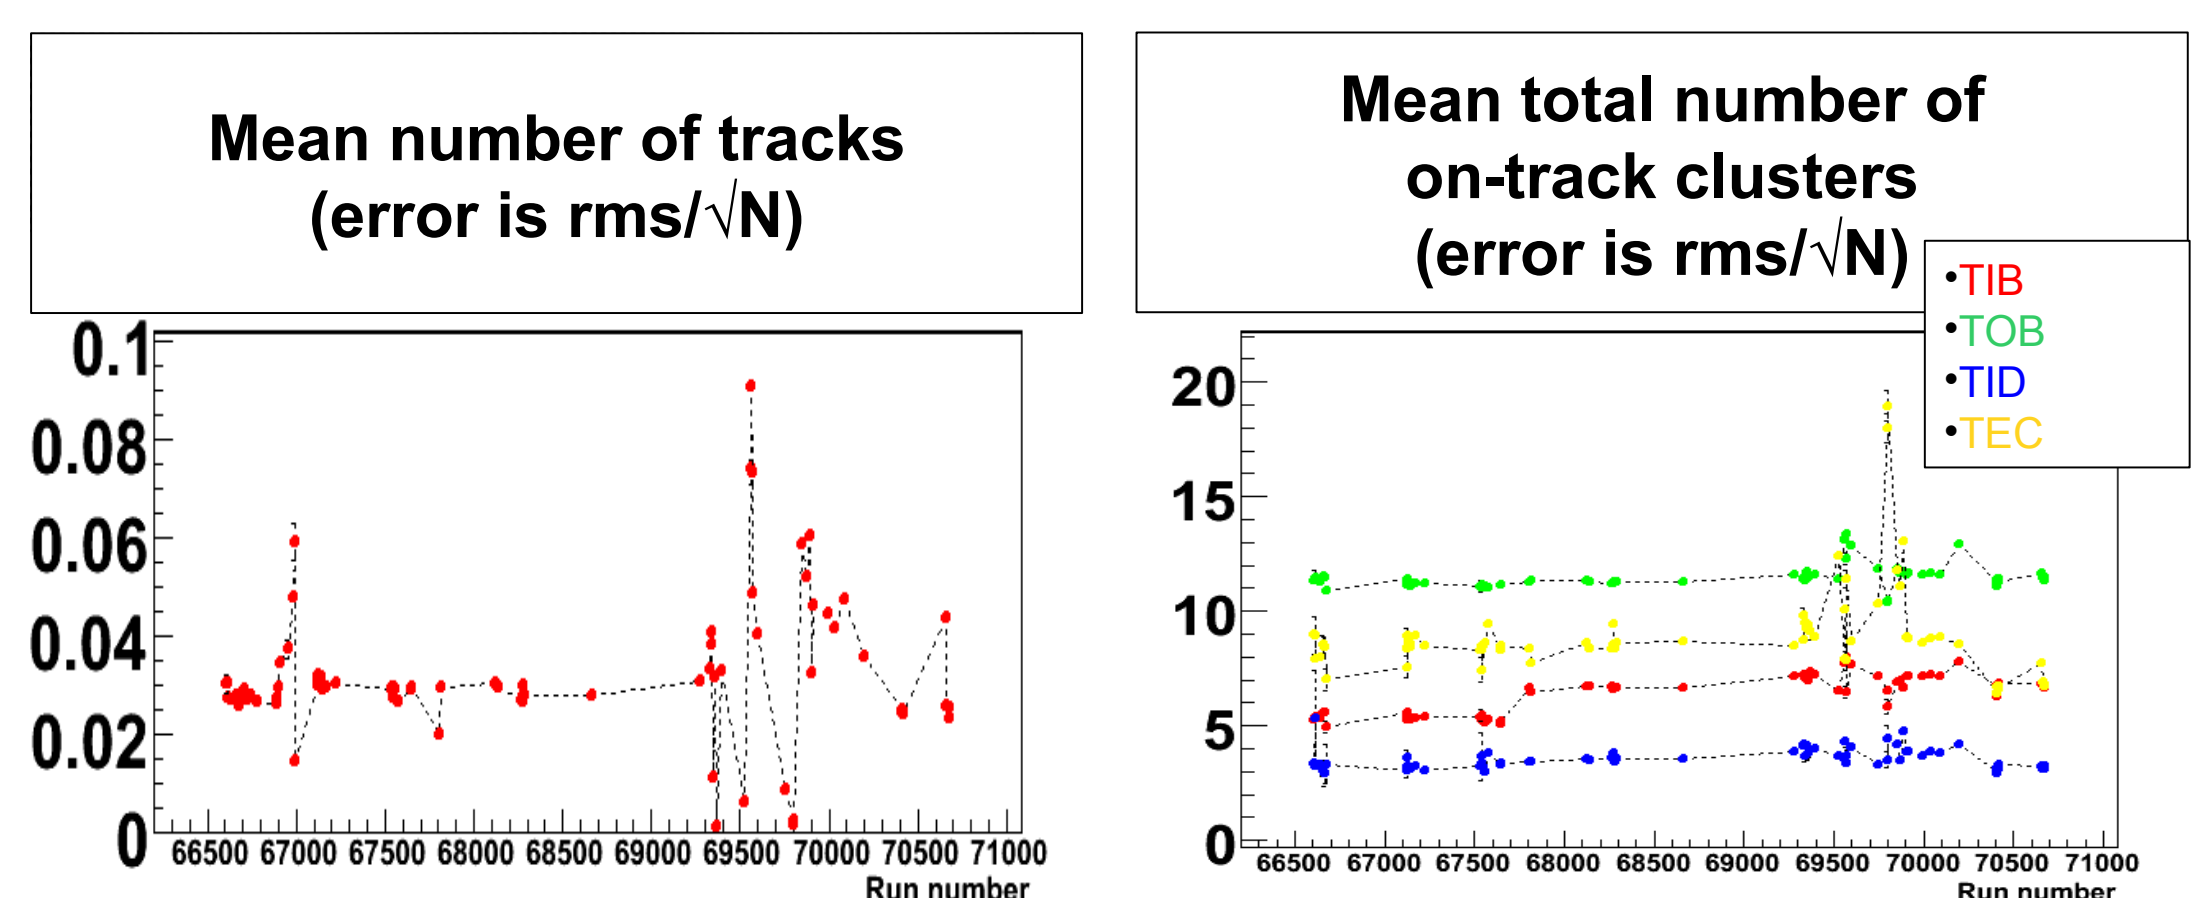 Mean number of tracks
(error is rms/√N)
Mean total number of
on-track clusters
(error is rms/√N)
•TIB
•TOB
•TID
•TEC
0.1
0.08
0.06
0.04
0.02
0
66500 67000 67500 68000 68500 69000 69500 70000 70500 71000
Run number
20
15
10
5
0
66500 67000 67500 68000 68500 69000 69500 70000 70500 71000
Run number